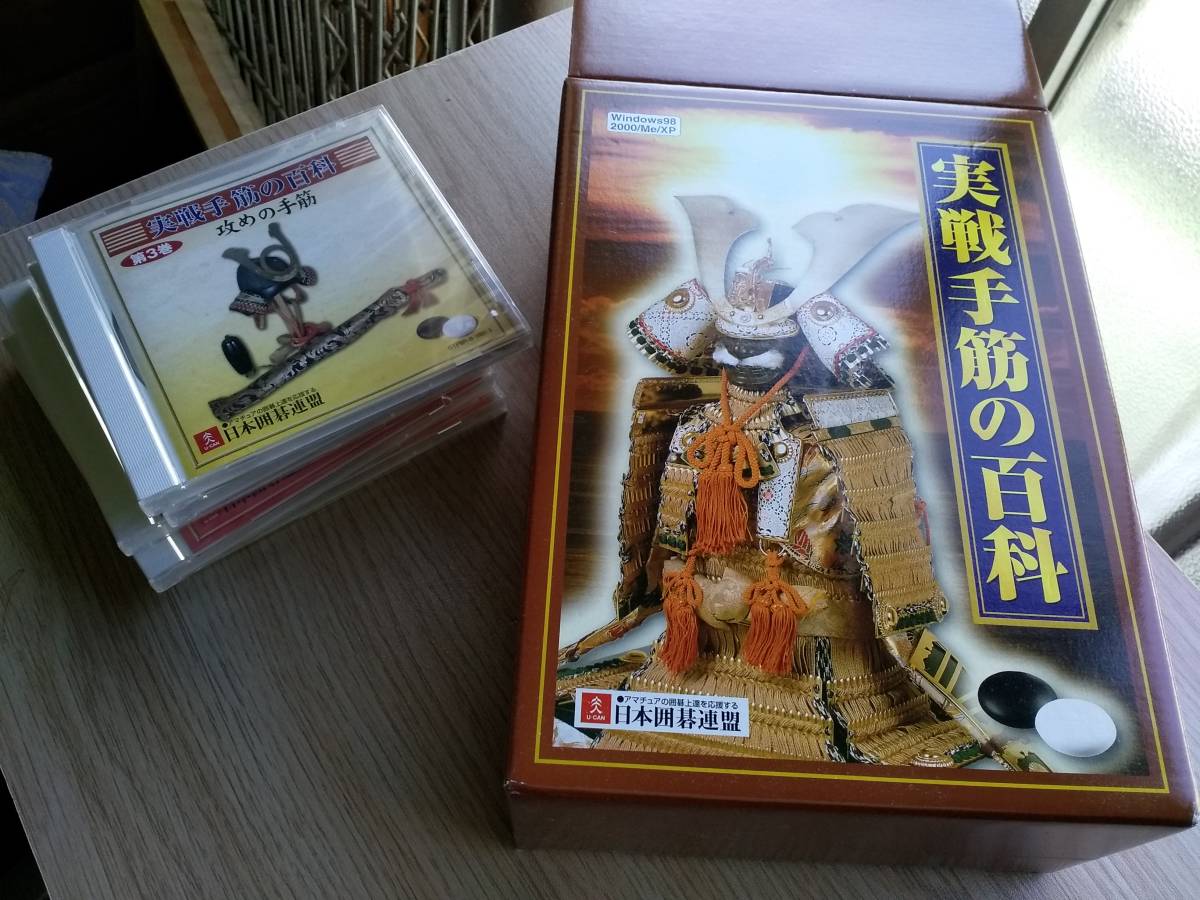 実戦手筋の百科
攻めの手筋
第3巻
●アマチュアの囲碁上達を応援する
U-CAN
日本囲碁連盟
Windows98
2000/Me/XP
実戦手筋の百科
●アマチュアの囲碁上達を応援する
U-CAN
日本囲碁連盟